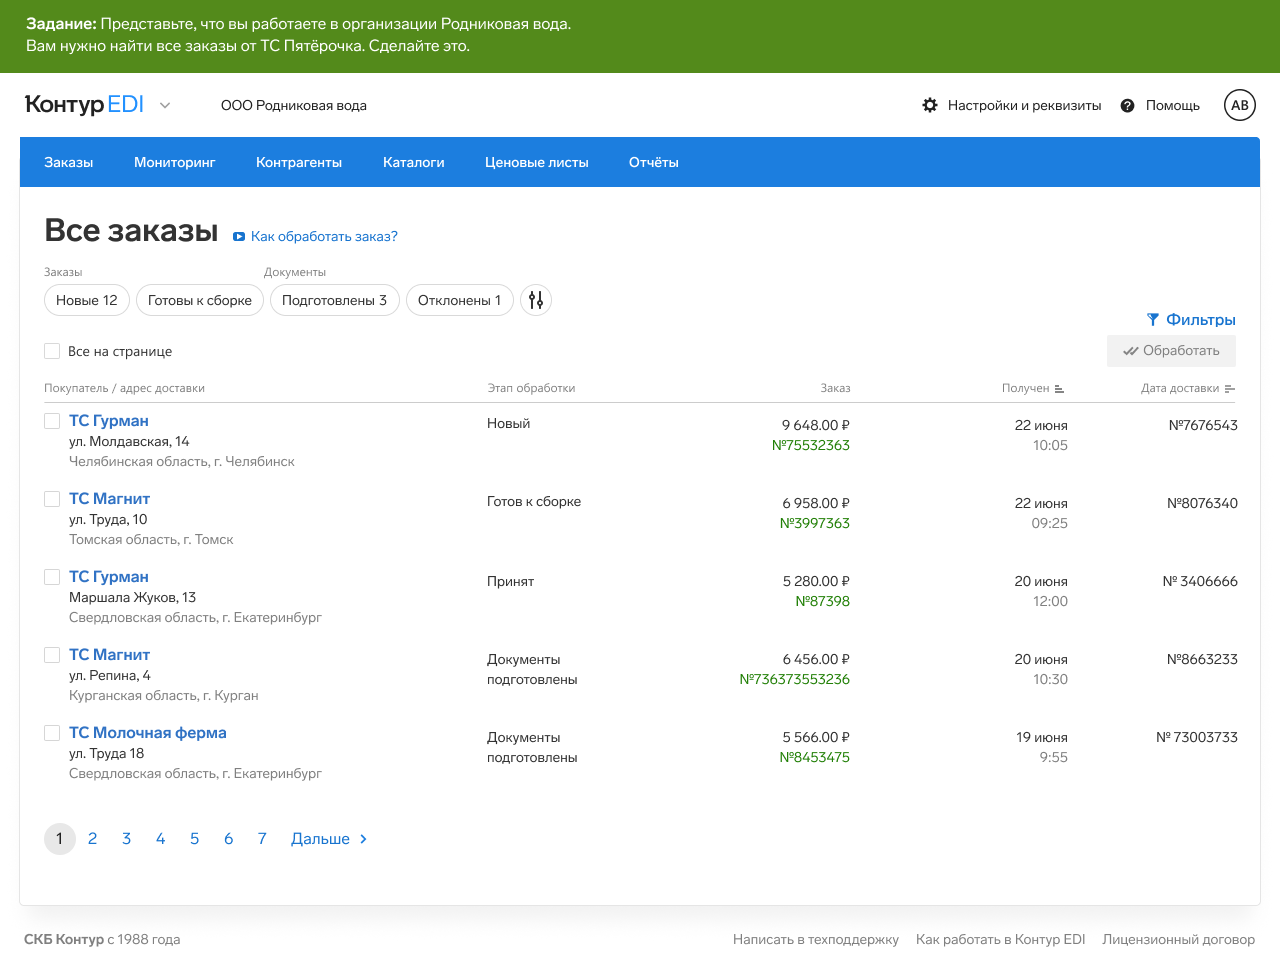 Задание: Представьте, что вы работаете в организации Родниковая вода.
Вам нужно найти все заказы от ТС Пятёрочка. Сделайте это.
Контур EDI
ООО Родниковая вода
Настройки и реквизиты
Помощь
АВ
Заказы Мониторинг Контрагенты Каталоги Ценовые листы Отчёты
Все заказы Как обработать заказ?
Заказы Документы
Новые 12 Готовы к сборке Подготовлены 3 Отклонены 1
Фильтры
Все на странице
Обработать
Покупатель / адрес доставки Этап обработки Заказ Получен Дата доставки
ТС Гурман Новый 9 648.00 ₽ 22 июня №7676543
ул. Молдавская, 14 №75532363 10:05
Челябинская область, г. Челябинск
ТС Магнит Готов к сборке 6 958.00 ₽ 22 июня №8076340
ул. Труда, 10 №3997363 09:25
Томская область, г. Томск
ТС Гурман Принят 5 280.00 ₽ 20 июня № 3406666
Маршала Жуков, 13 №87398 12:00
Свердловская область, г. Екатеринбург
ТС Магнит Документы 6 456.00 ₽ 20 июня №8663233
ул. Репина, 4 подготовлены №736373553236 10:30
Курганская область, г. Курган
ТС Молочная ферма Документы 5 566.00 ₽ 19 июня № 73003733
ул. Труда 18 подготовлены №8453475 9:55
Свердловская область, г. Екатеринбург
1 2 3 4 5 6 7 Дальше
СКБ Контур с 1988 года Написать в техподдержку Как работать в Контур EDI Лицензионный договор